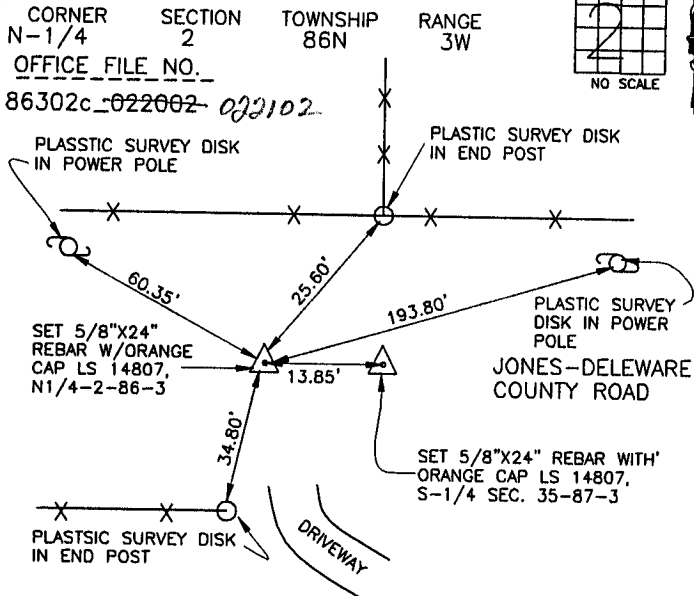 CORNER SECTION TOWNSHIP RANGE
N-1/4 2 86N 3W
OFFICE FILE NO.
2
NO SCALE
86302c_022002 022102
PLASSTIC SURVEY DISK
IN POWER POLE
PLASTIC SURVEY DISK
IN END POST
60.35'
25.60'
193.80'
SET 5/8"X24"
REBAR W/ORANGE
CAP LS 14807,
N1/4-2-86-3
13.85'
PLASTIC SURVEY
DISK IN POWER
POLE
JONES-DELEWARE
COUNTY ROAD
34.80'
SET 5/8"X24" REBAR WITH'
ORANGE CAP LS 14807,
S-1/4 SEC. 35-87-3
PLASTSIC SURVEY DISK
IN END POST
DRIVEWAY